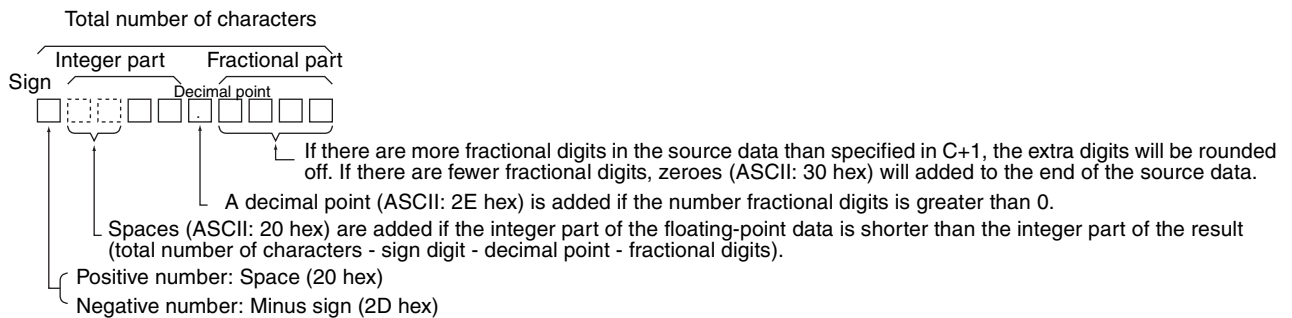 Total number of characters
Integer part Fractional part
Sign
Decimal point
.
If there are more fractional digits in the source data than specified in C+1, the extra digits will be rounded
off. If there are fewer fractional digits, zeroes (ASCII: 30 hex) will added to the end of the source data.
A decimal point (ASCII: 2E hex) is added if the number fractional digits is greater than 0.
Spaces (ASCII: 20 hex) are added if the integer part of the floating-point data is shorter than the integer part of the result
(total number of characters - sign digit - decimal point - fractional digits).
Positive number: Space (20 hex)
Negative number: Minus sign (2D hex)